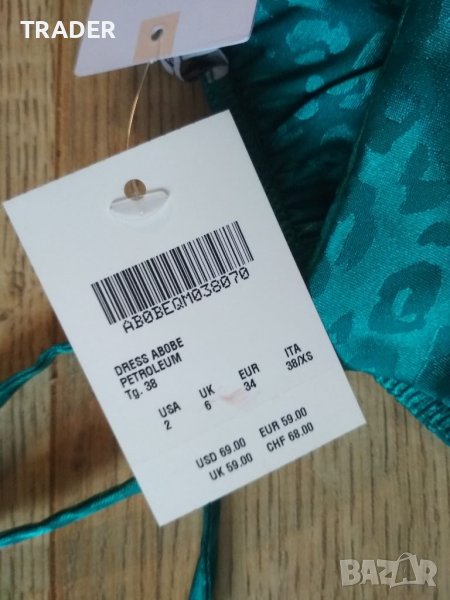 TRADER
AB0BEQM038070
DRESS ABOBE
PETROLEUM
Tg. 38
USA UK EUR ITA
2 6 34 38/XS
USD 69.00 EUR 59.00
UK 59.00 CHF 68.00
BAZAR